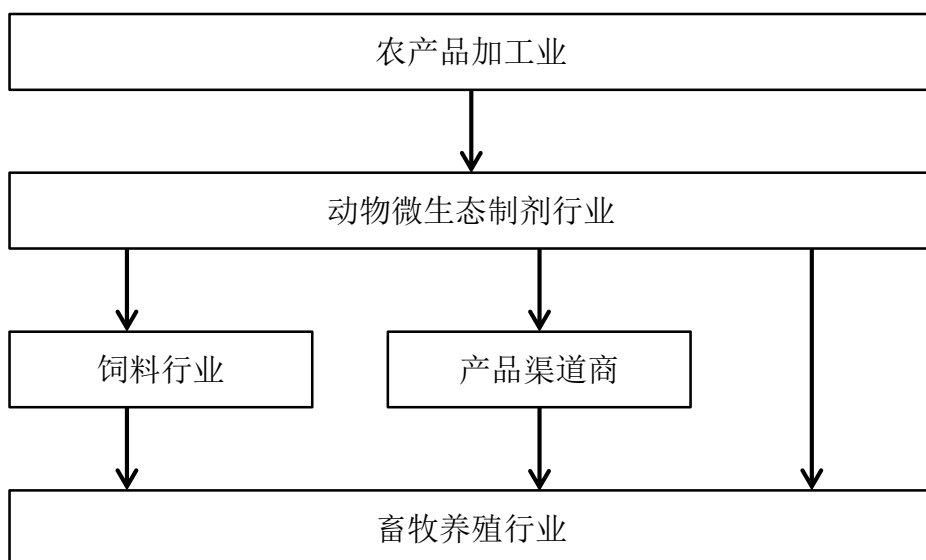 农产品加工业
动物微生态制剂行业
饲料行业
产品渠道商
畜牧养殖行业